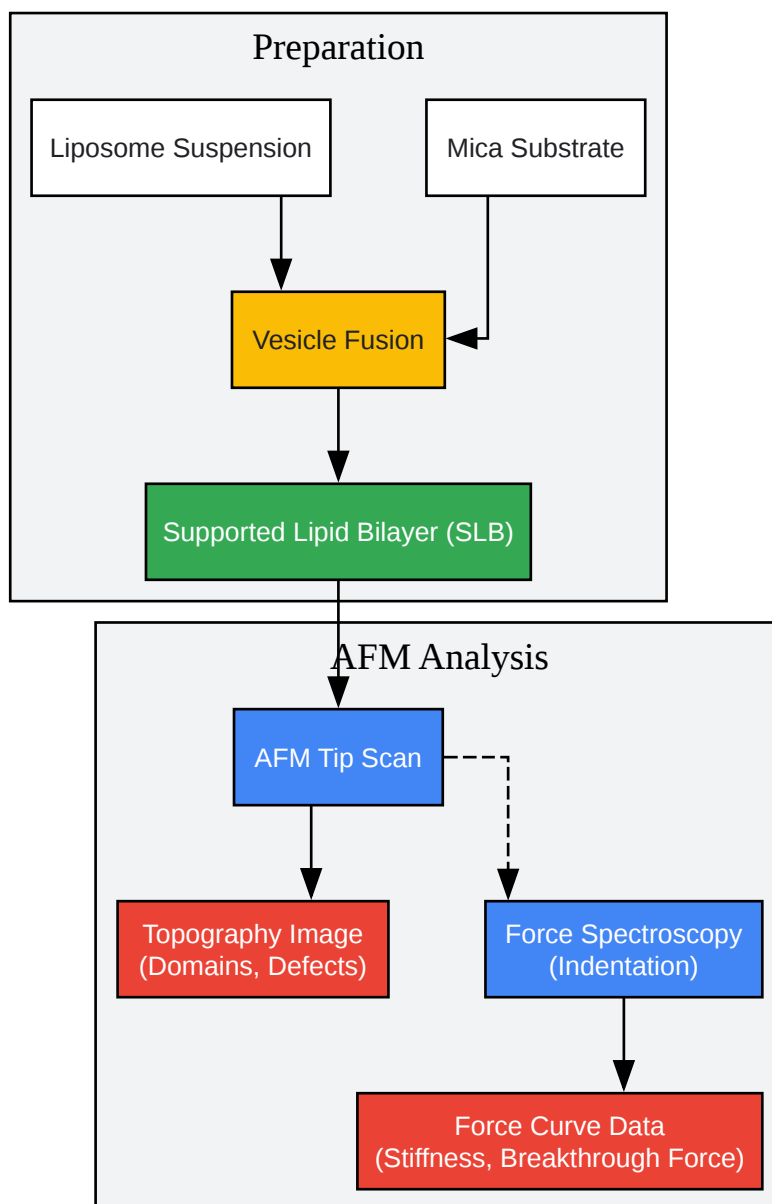 Preparation
Liposome Suspension
Mica Substrate
Vesicle Fusion
Supported Lipid Bilayer (SLB)
AFM Analysis
AFM Tip Scan
Topography Image
(Domains, Defects)
Force Spectroscopy
(Indentation)
Force Curve Data
(Stiffness, Breakthrough Force)